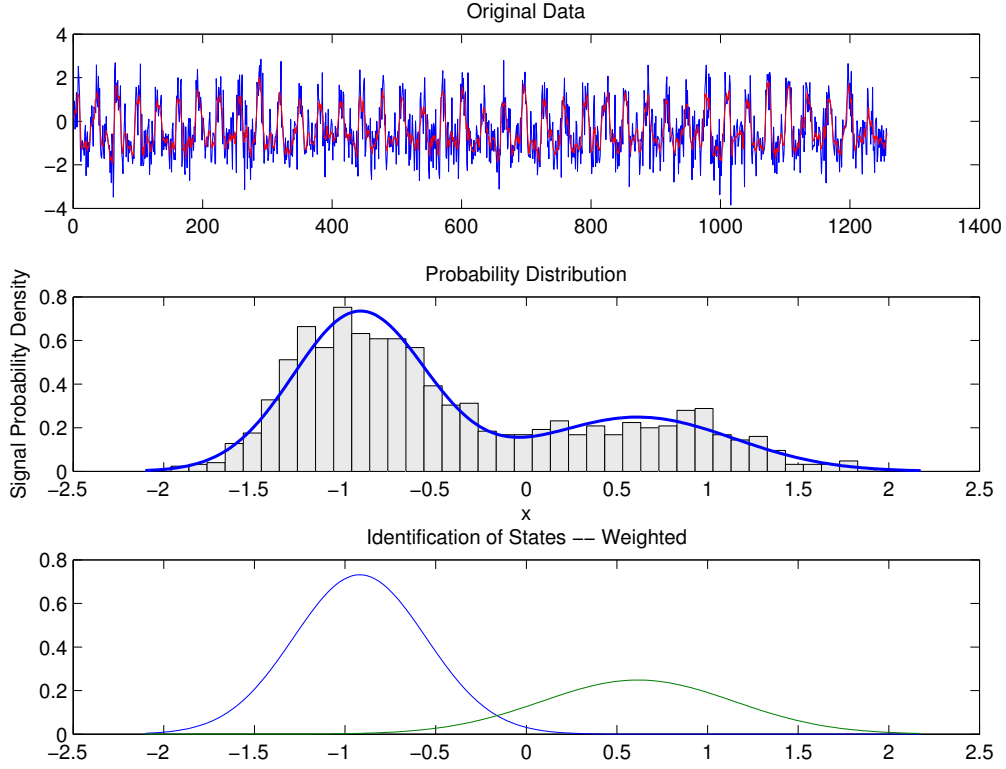 Original Data
4
2
0
−2
−4
0 200 400 600 800 1000 1200 1400
Probability Distribution
Signal Probability Density
0.8
0.6
0.4
0.2
0
−2.5 −2 −1.5 −1 −0.5 0 0.5 1 1.5 2 2.5
x
Identification of States −− Weighted
0.8
0.6
0.4
0.2
0
−2.5 −2 −1.5 −1 −0.5 0 0.5 1 1.5 2 2.5